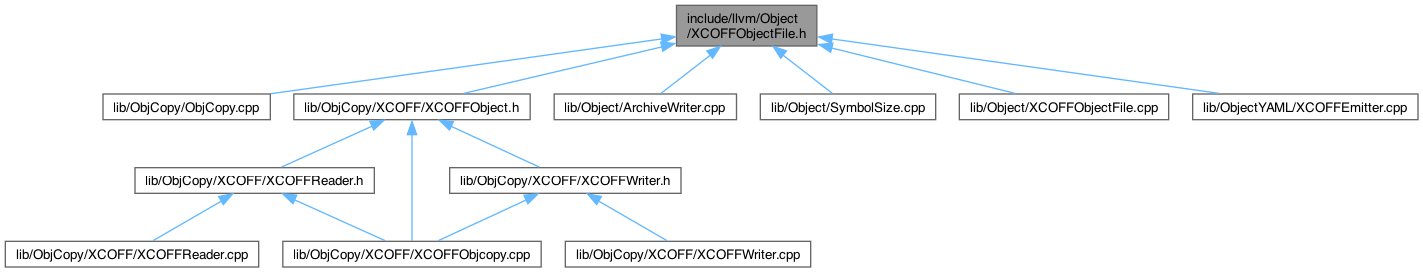 include/llvm/Object
/XCOFFObjectFile.h
lib/ObjCopy/ObjCopy.cpp
lib/ObjCopy/XCOFF/XCOFFObject.h
lib/Object/ArchiveWriter.cpp
lib/Object/SymbolSize.cpp
lib/Object/XCOFFObjectFile.cpp
lib/ObjectYAML/XCOFFEmitter.cpp
lib/ObjCopy/XCOFF/XCOFFReader.h
lib/ObjCopy/XCOFF/XCOFFWriter.h
lib/ObjCopy/XCOFF/XCOFFReader.cpp
lib/ObjCopy/XCOFF/XCOFFObjcopy.cpp
lib/ObjCopy/XCOFF/XCOFFWriter.cpp